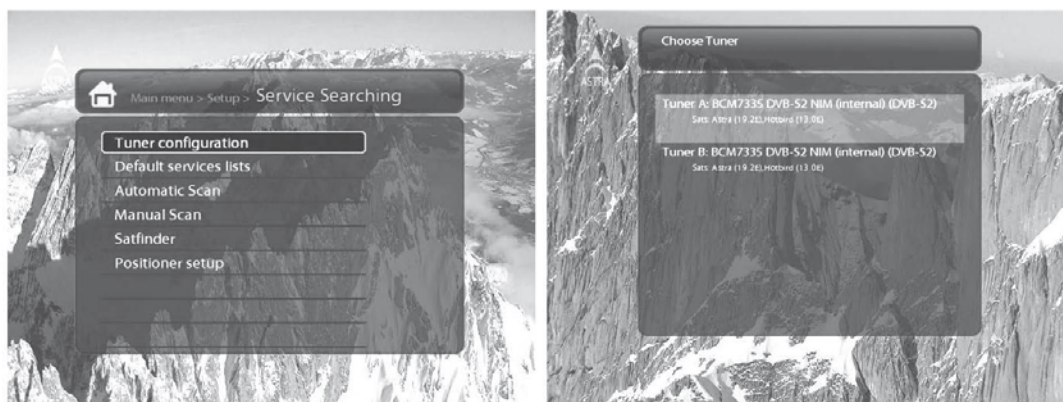 Main menu > Setup > Service Searching
Tuner configuration
Default services lists
Automatic Scan
Manual Scan
Satfinder
Positioner setup
Choose Tuner
ASTRA
Tuner A: BCM7335 DVB-S2 NIM (internal) (DVB-S2)
Sats: Astra (19.2E),Hotbird (13.0E)
Tuner B: BCM7335 DVB-S2 NIM (internal) (DVB-S2)
Sats: Astra (19.2E),Hotbird (13.0E)